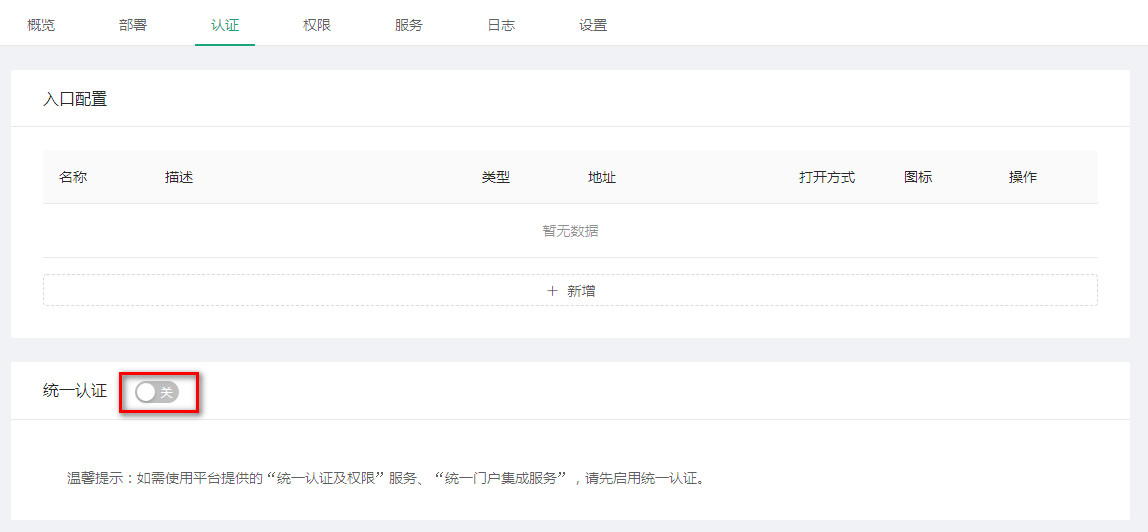 概览 部署 认证 权限 服务 日志 设置
入口配置
名称 描述 类型 地址 打开方式 图标 操作
暂无数据
+ 新增
统一认证 关
温馨提示：如需使用平台提供的“统一认证及权限”服务、“统一门户集成服务”，请先启用统一认证。